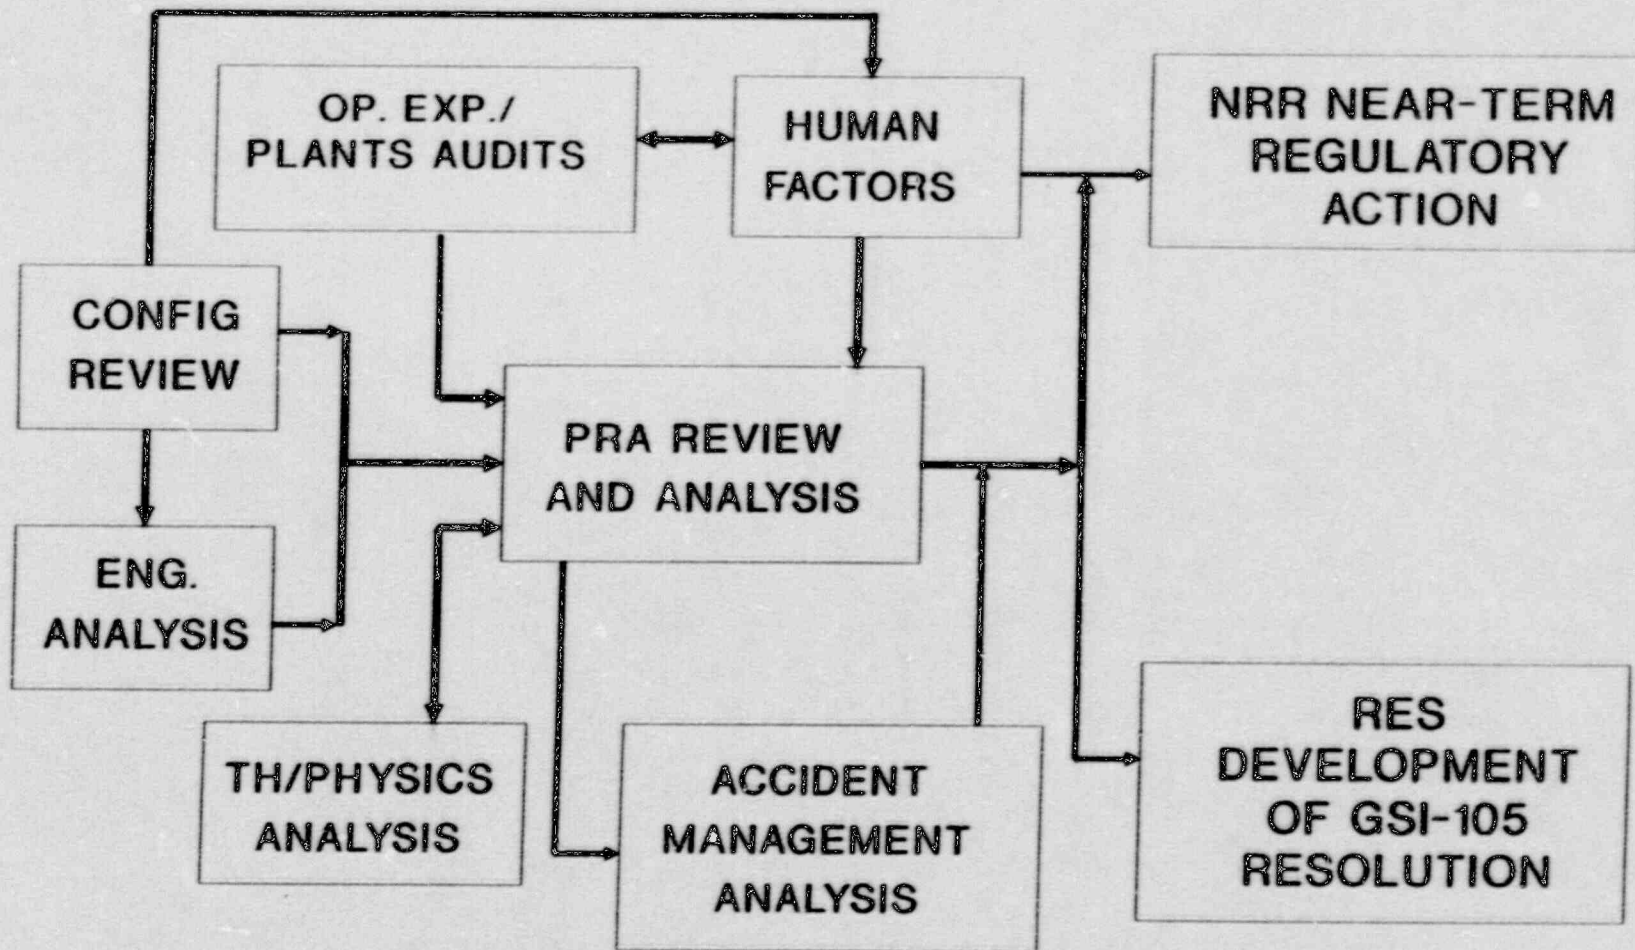 OP. EXP./
PLANTS AUDITS
HUMAN
FACTORS
NRR NEAR-TERM
REGULATORY
ACTION
CONFIG
REVIEW
PRA REVIEW
AND ANALYSIS
ENG.
ANALYSIS
TH/PHYSICS
ANALYSIS
ACCIDENT
MANAGEMENT
ANALYSIS
RES
DEVELOPMENT
OF GSI-105
RESOLUTION